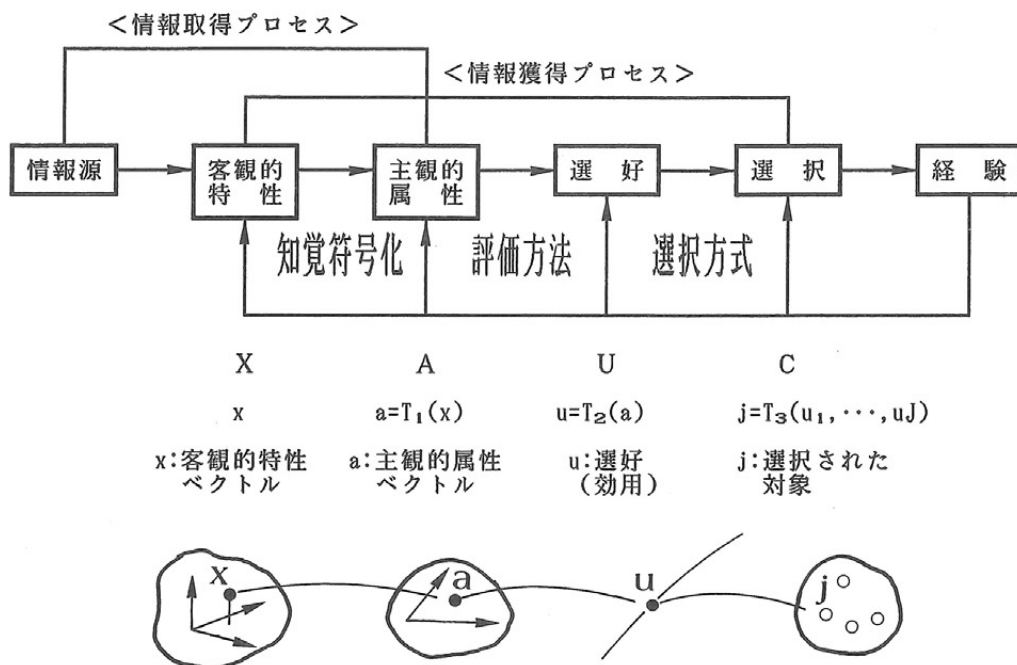 <情報取得プロセス>
<情報獲得プロセス>
情報源
客観的
特 性
主観的
属 性
選 好
選 択
経 験
知覚符号化
評価方法
選択方式
X
A
U
C
x
a=T₁(x)
u=T₂(a)
j=T₃(u₁,···,uJ)
x:客観的特性
ベクトル
a:主観的属性
ベクトル
u:選好
(効用)
j:選択された
対象
x
a
u
j